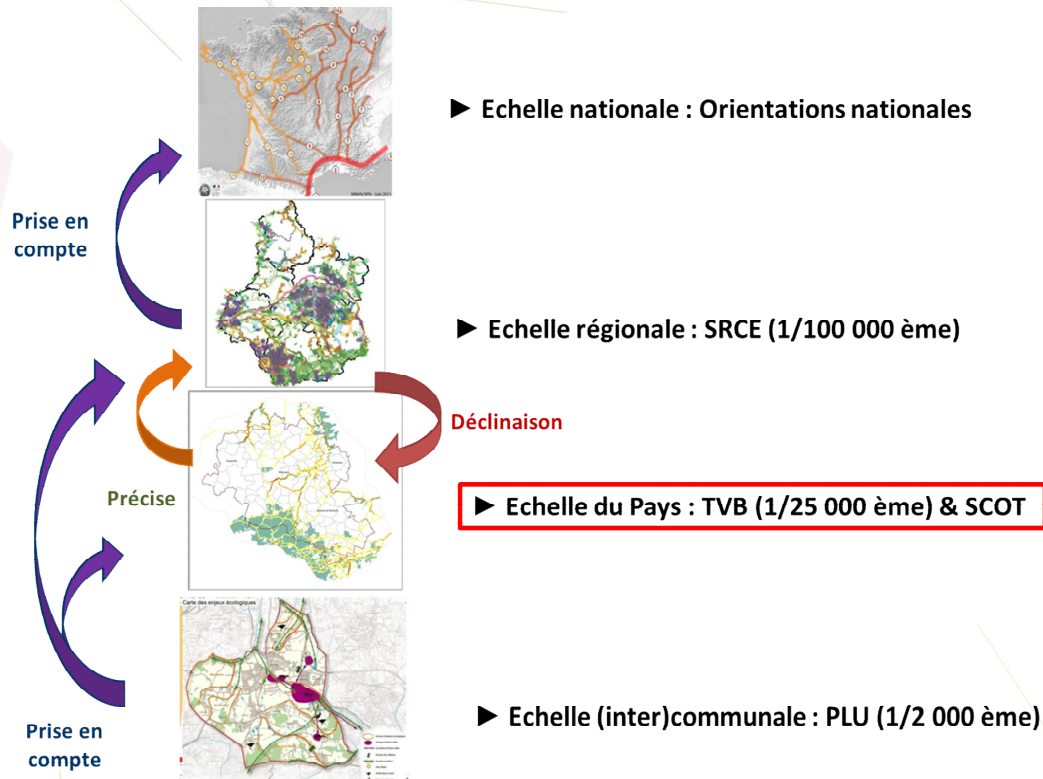 ► Echelle nationale : Orientations nationales
Prise en
compte
► Echelle régionale : SRCE (1/100 000 ème)
Déclinaison
Précise
► Echelle du Pays : TVB (1/25 000 ème) & SCOT
Carte des enjeux écologiques
► Echelle (inter)communale : PLU (1/2 000 ème)
Prise en
compte